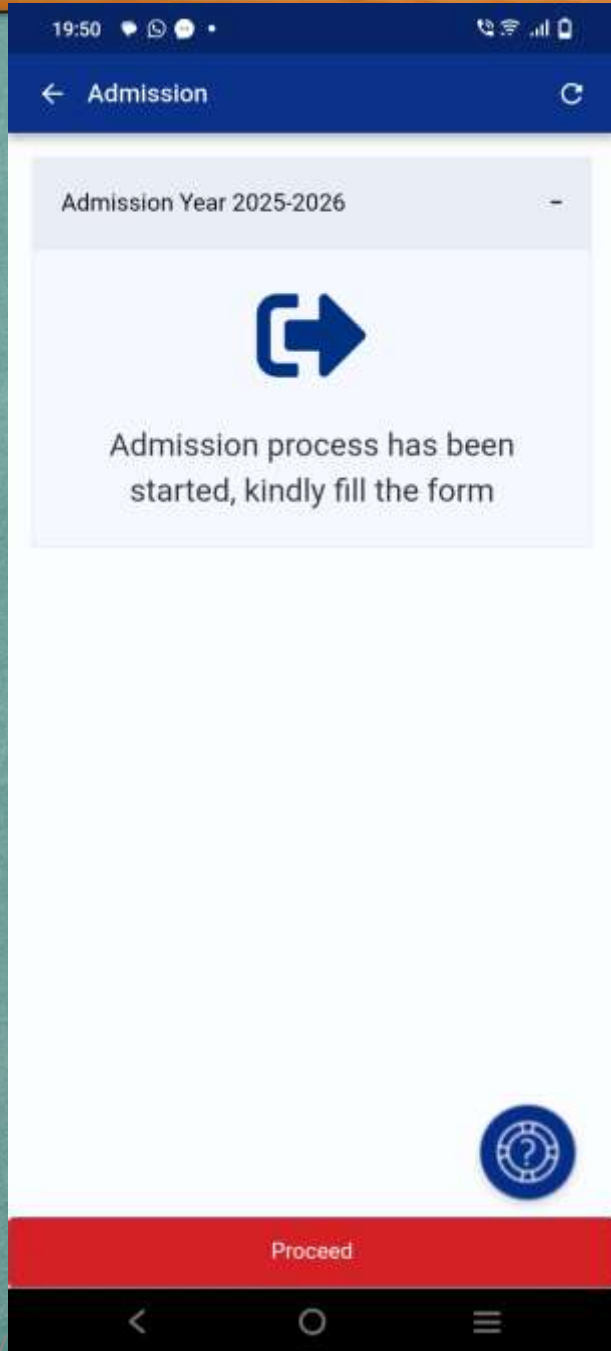 19:50
Admission
Admission Year 2025-2026
Admission process has been
started, kindly fill the form
?
Proceed